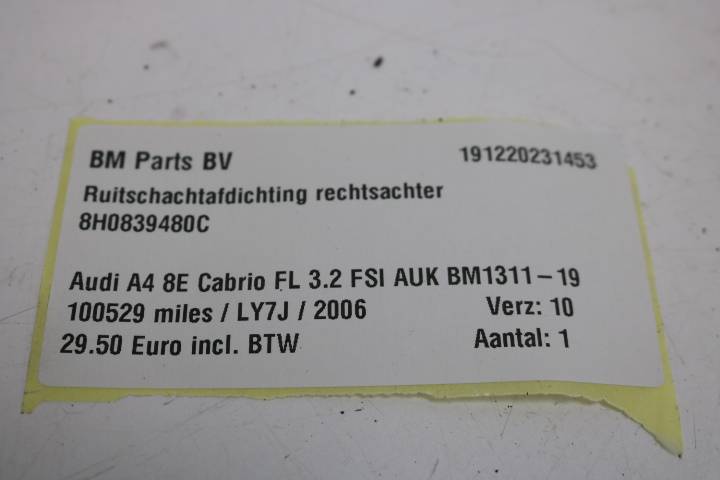 BM Parts BV 191220231453
Ruitschachtafdichting rechtsachter
8H0839480C
Audi A4 8E Cabrio FL 3.2 FSI AUK BM1311-19
100529 miles / LY7J / 2006 Verz: 10
29.50 Euro incl. BTW Aantal: 1